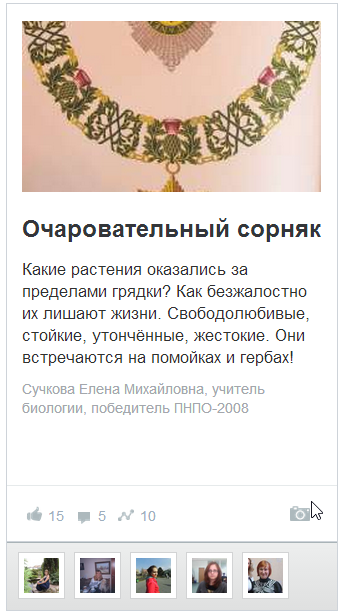 Очаровательный сорняк
Какие растения оказались за
пределами грядки? Как безжалостно
их лишают жизни. Свободолюбивые,
стойкие, утончённые, жестокие. Они
встречаются на помойках и гербах!
Сучкова Елена Михайловна, учитель
биологии, победитель ПНПО-2008
15 5 10